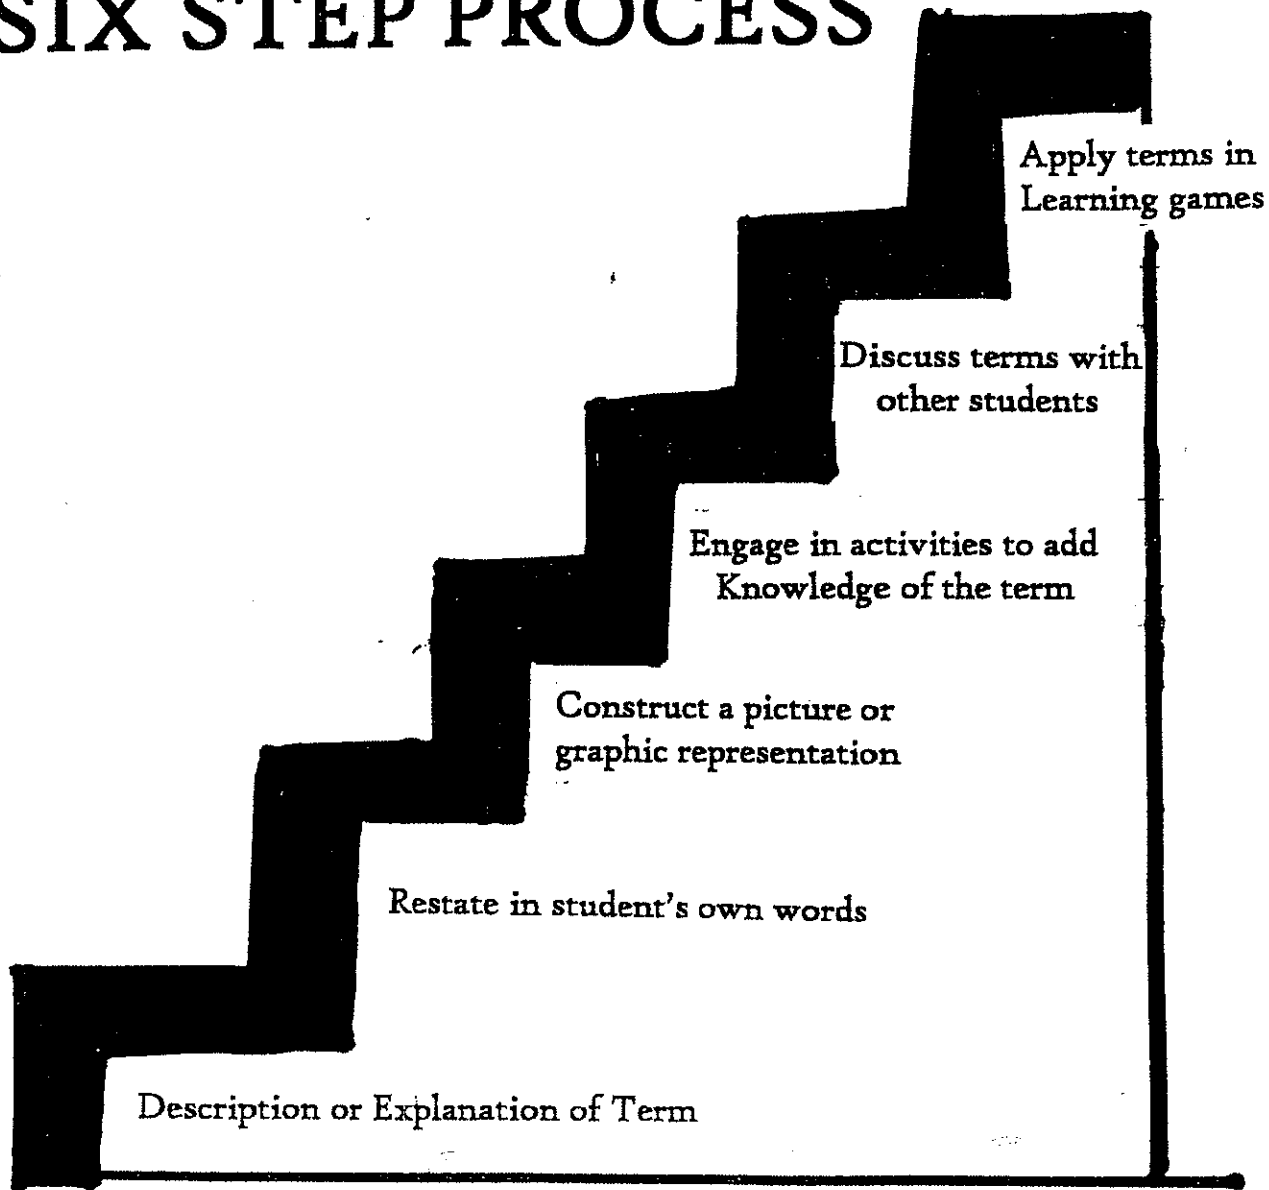 SIX STEP PROCESS
Apply terms in
Learning games
Discuss terms with
other students
Engage in activities to add
Knowledge of the term
Construct a picture or
graphic representation
Restate in student's own words
Description or Explanation of Term